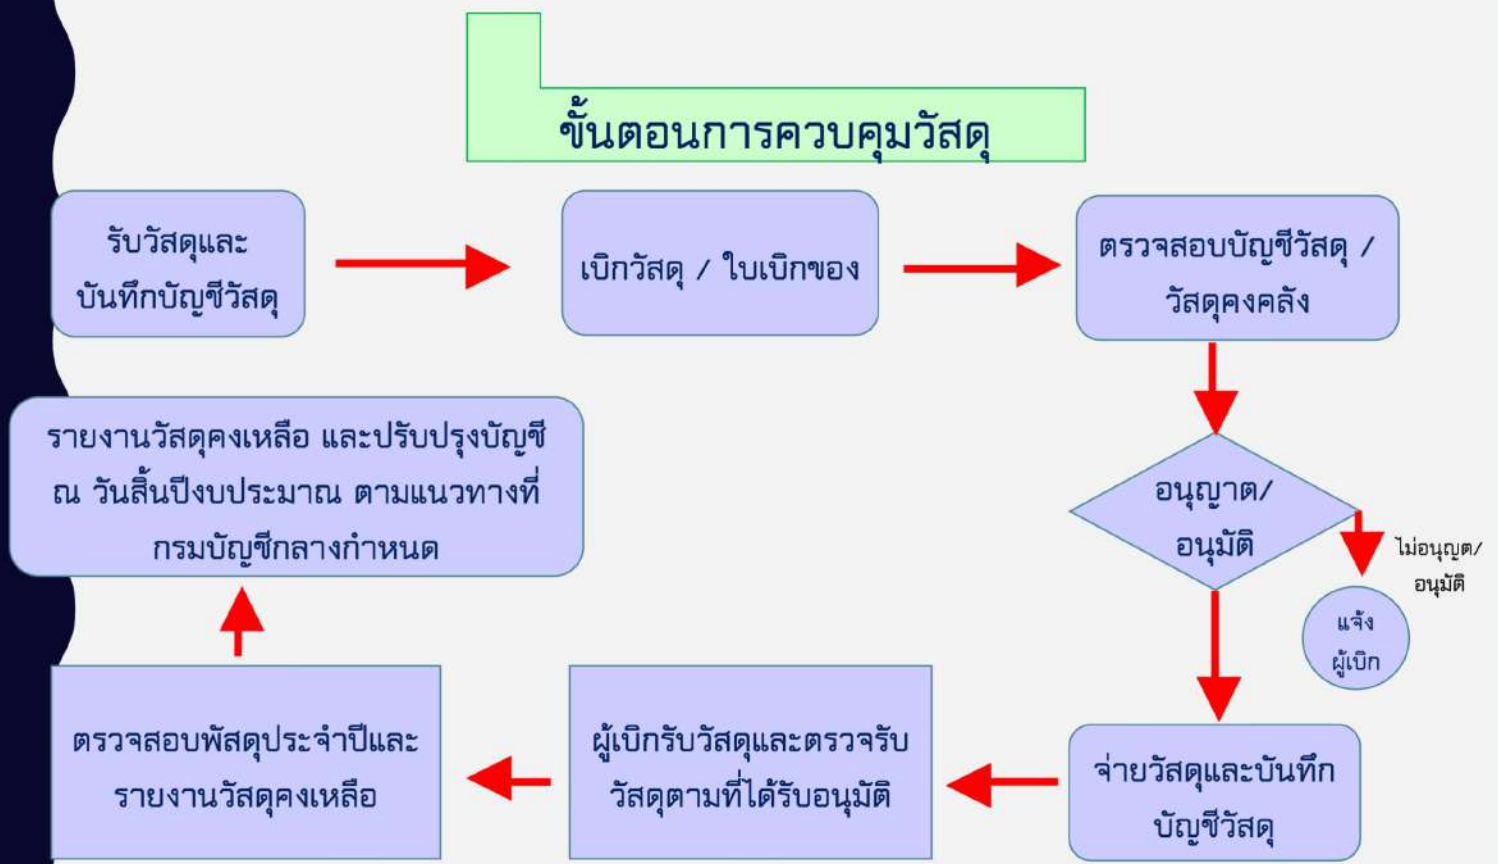 ขั้นตอนการควบคุมวัสดุ
รับวัสดุและ
บันทึกบัญชีวัสดุ
เบิกวัสดุ / ใบเบิกของ
ตรวจสอบบัญชีวัสดุ /
วัสดุคงคลัง
อนุญาต/
อนุมัติ
ไม่อนุญต/
อนุมัติ
แจ้ง
ผู้เบิก
จ่ายวัสดุและบันทึก
บัญชีวัสดุ
ผู้เบิกรับวัสดุและตรวจรับ
วัสดุตามที่ได้รับอนุมัติ
ตรวจสอบพัสดุประจำปีและ
รายงานวัสดุคงเหลือ
รายงานวัสดุคงเหลือ และปรับปรุงบัญชี
ณ วันสิ้นปีงบประมาณ ตามแนวทางที่
กรมบัญชีกลางกำหนด